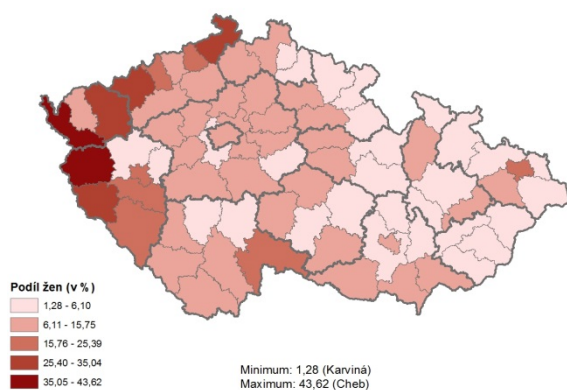 Podíl žen (v %)
1,28 - 6,10
6,11 - 15,75
15,76 - 25,39
25,40 - 35,04
35,05 - 43,62
Minimum: 1,28 (Karviná)
Maximum: 43,62 (Cheb)